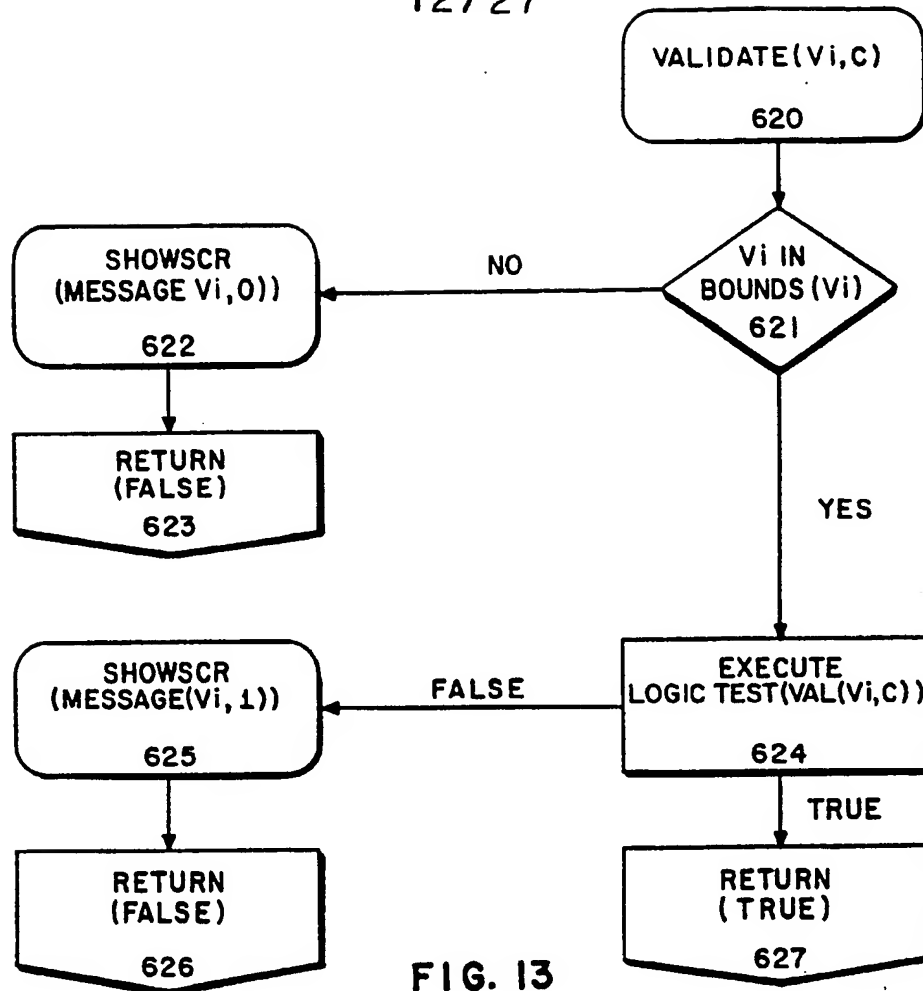 12/27
VALIDATE(Vi,C)
620
Vi IN
BOUNDS (Vi)
621
NO
SHOWSCR
(MESSAGE Vi,0))
622
RETURN
(FALSE)
623
YES
EXECUTE
LOGIC TEST(VAL(Vi,C))
624
FALSE
SHOWSCR
(MESSAGE(Vi,1))
625
RETURN
(FALSE)
626
TRUE
RETURN
(TRUE)
627
FIG. 13